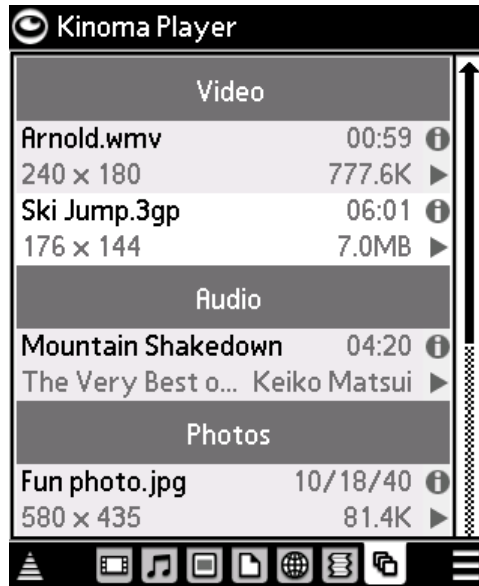 Kinoma Player
Video
Arnold.wmv 00:59
240 × 180 777.6K
Ski Jump.3gp 06:01
176 × 144 7.0MB
Audio
Mountain Shakedown 04:20
The Very Best o... Keiko Matsui
Photos
Fun photo.jpg 10/18/40
580 × 435 81.4K